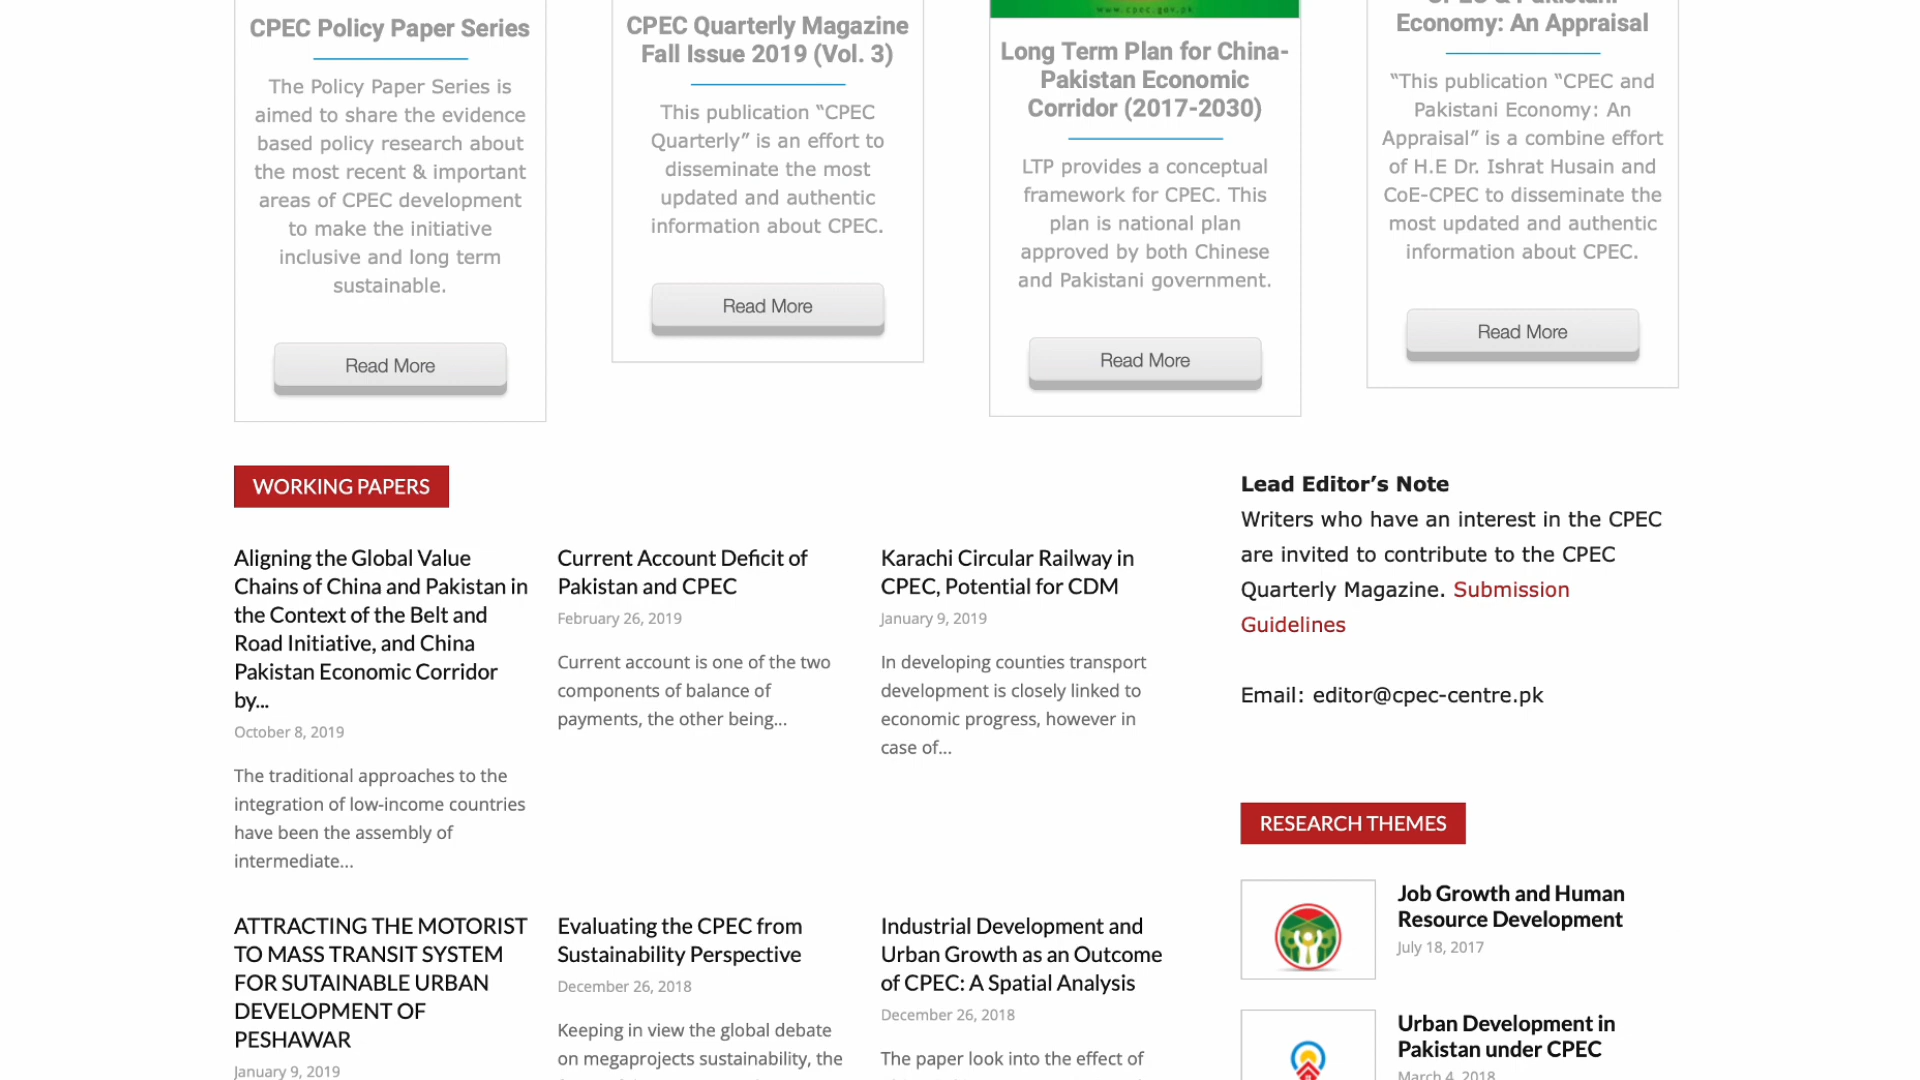 CPEC Policy Paper Series
The Policy Paper Series is
aimed to share the evidence
based policy research about
the most recent & important
areas of CPEC development
to make the initiative
inclusive and long term
sustainable.
Read More
CPEC Quarterly Magazine
Fall Issue 2019 (Vol. 3)
This publication “CPEC
Quarterly” is an effort to
disseminate the most
updated and authentic
information about CPEC.
Read More
www.cpec.gov.pk
Long Term Plan for China-
Pakistan Economic
Corridor (2017-2030)
LTP provides a conceptual
framework for CPEC. This
plan is national plan
approved by both Chinese
and Pakistani government.
Read More
Economy: An Appraisal
“This publication “CPEC and
Pakistani Economy: An
Appraisal” is a combine effort
of H.E Dr. Ishrat Husain and
CoE-CPEC to disseminate the
most updated and authentic
information about CPEC.
Read More
WORKING PAPERS
Aligning the Global Value
Chains of China and Pakistan in
the Context of the Belt and
Road Initiative, and China
Pakistan Economic Corridor
by...
October 8, 2019
The traditional approaches to the
integration of low-income countries
have been the assembly of
intermediate...
Current Account Deficit of
Pakistan and CPEC
February 26, 2019
Current account is one of the two
components of balance of
payments, the other being...
Karachi Circular Railway in
CPEC, Potential for CDM
January 9, 2019
In developing counties transport
development is closely linked to
economic progress, however in
case of...
ATTRACTING THE MOTORIST
TO MASS TRANSIT SYSTEM
FOR SUTAINABLE URBAN
DEVELOPMENT OF
PESHAWAR
January 9, 2019
Evaluating the CPEC from
Sustainability Perspective
December 26, 2018
Keeping in view the global debate
on megaprojects sustainability, the
Industrial Development and
Urban Growth as an Outcome
of CPEC: A Spatial Analysis
December 26, 2018
The paper look into the effect of
Lead Editor’s Note
Writers who have an interest in the CPEC
are invited to contribute to the CPEC
Quarterly Magazine. Submission
Guidelines
Email: editor@cpec-centre.pk
RESEARCH THEMES
Job Growth and Human
Resource Development
July 18, 2017
Urban Development in
Pakistan under CPEC
March 4, 2018